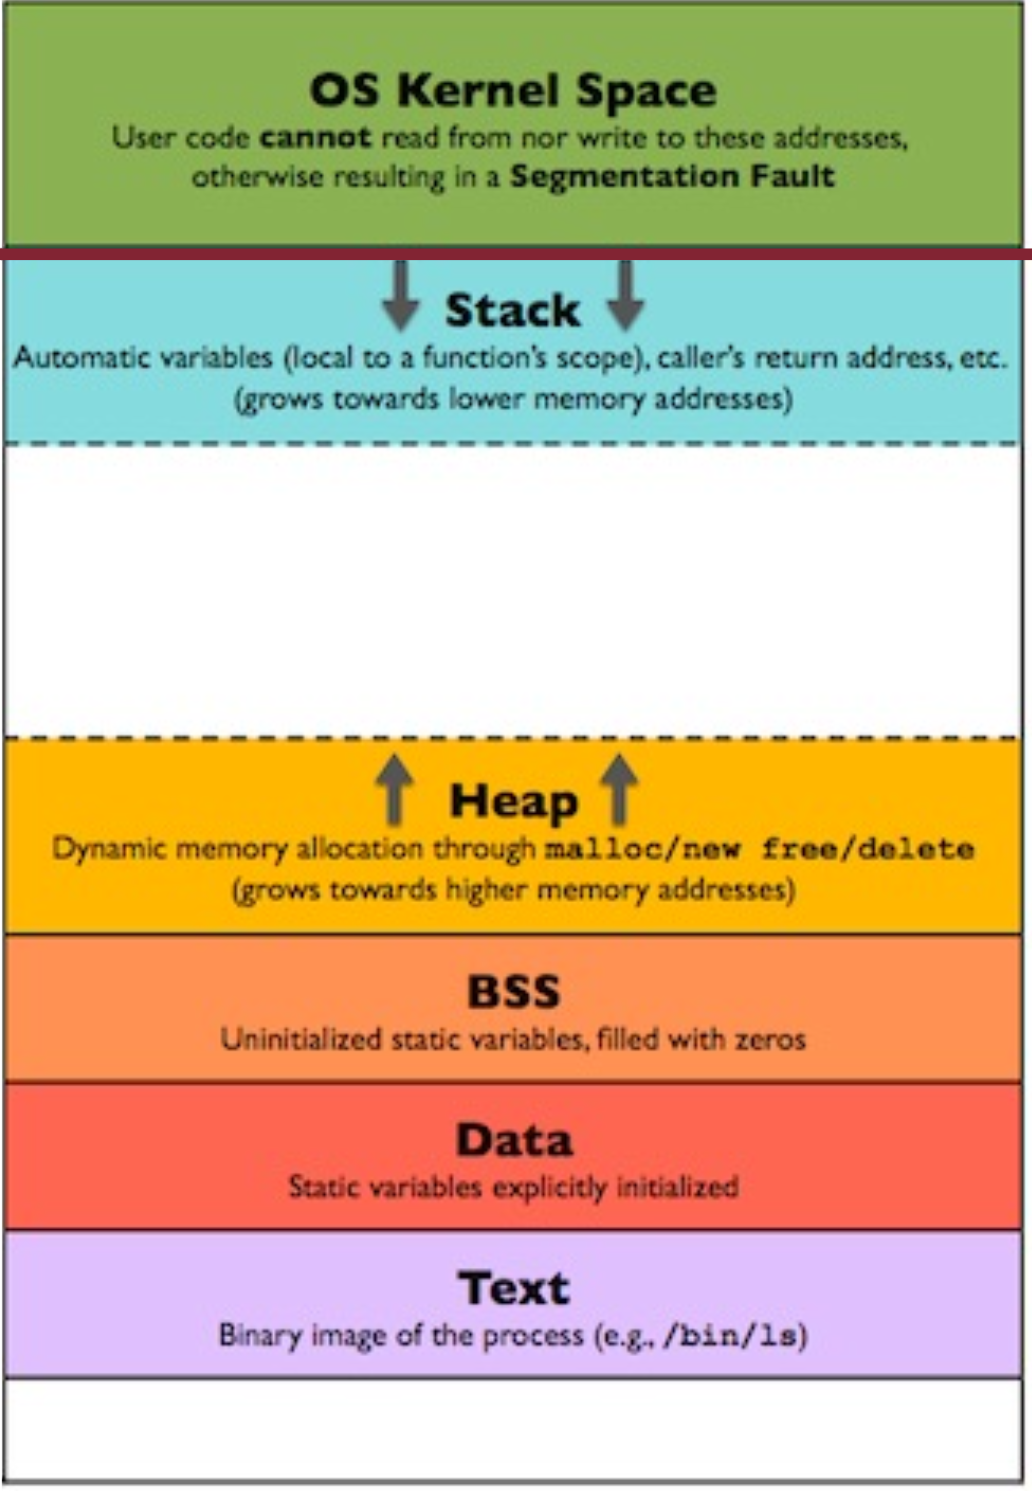 OS Kernel Space
User code cannot read from nor write to these addresses,
otherwise resulting in a Segmentation Fault
Stack
Automatic variables (local to a function's scope), caller's return address, etc.
(grows towards lower memory addresses)
Heap
Dynamic memory allocation through malloc/new free/delete
(grows towards higher memory addresses)
BSS
Uninitialized static variables, filled with zeros
Data
Static variables explicitly initialized
Text
Binary image of the process (e.g., /bin/ls)